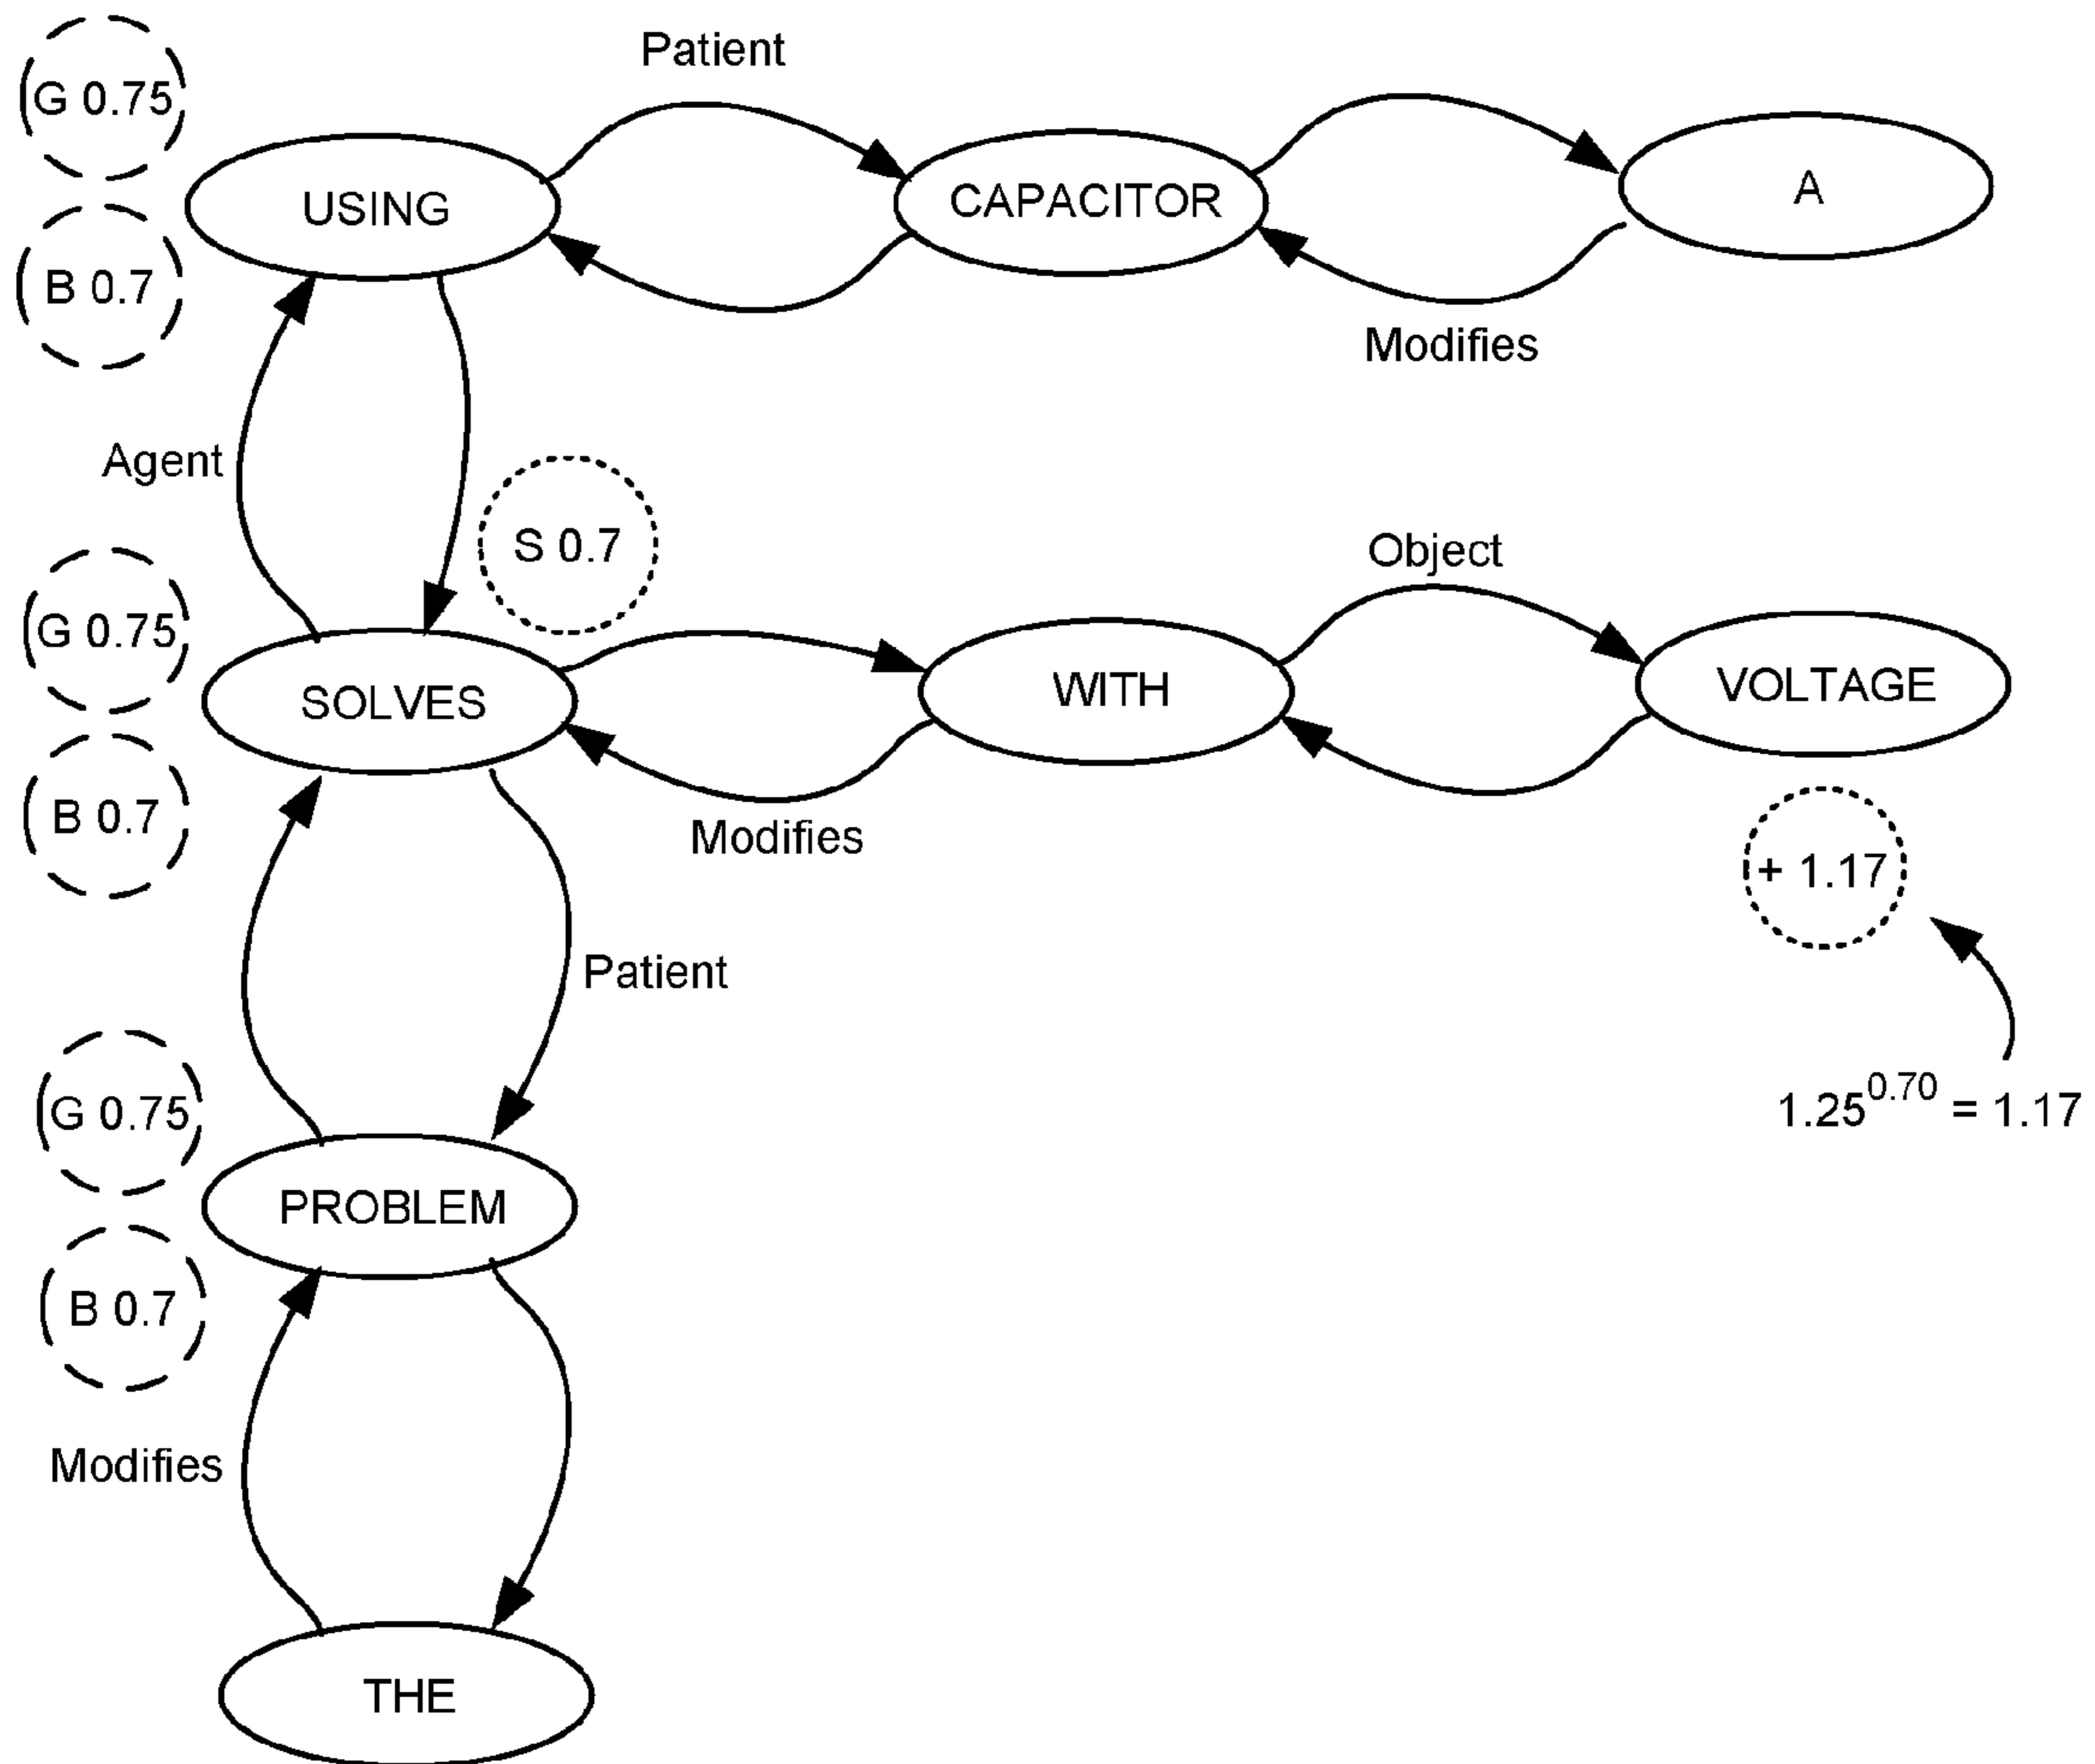 Patient
G 0.75
USING
CAPACITOR
A
B 0.7
Modifies
Agent
S 0.7
Object
G 0.75
SOLVES
WITH
VOLTAGE
B 0.7
Modifies
+ 1.17
Patient
G 0.75
1.25^0.70 = 1.17
PROBLEM
B 0.7
Modifies
THE